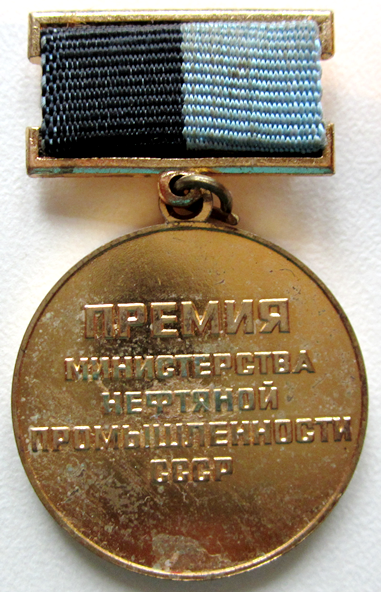 ПРЕМИЯ
МИНИСТЕРСТВА
НЕФТЯНОЙ
ПРОМЫШЛЕННОСТИ
СССР